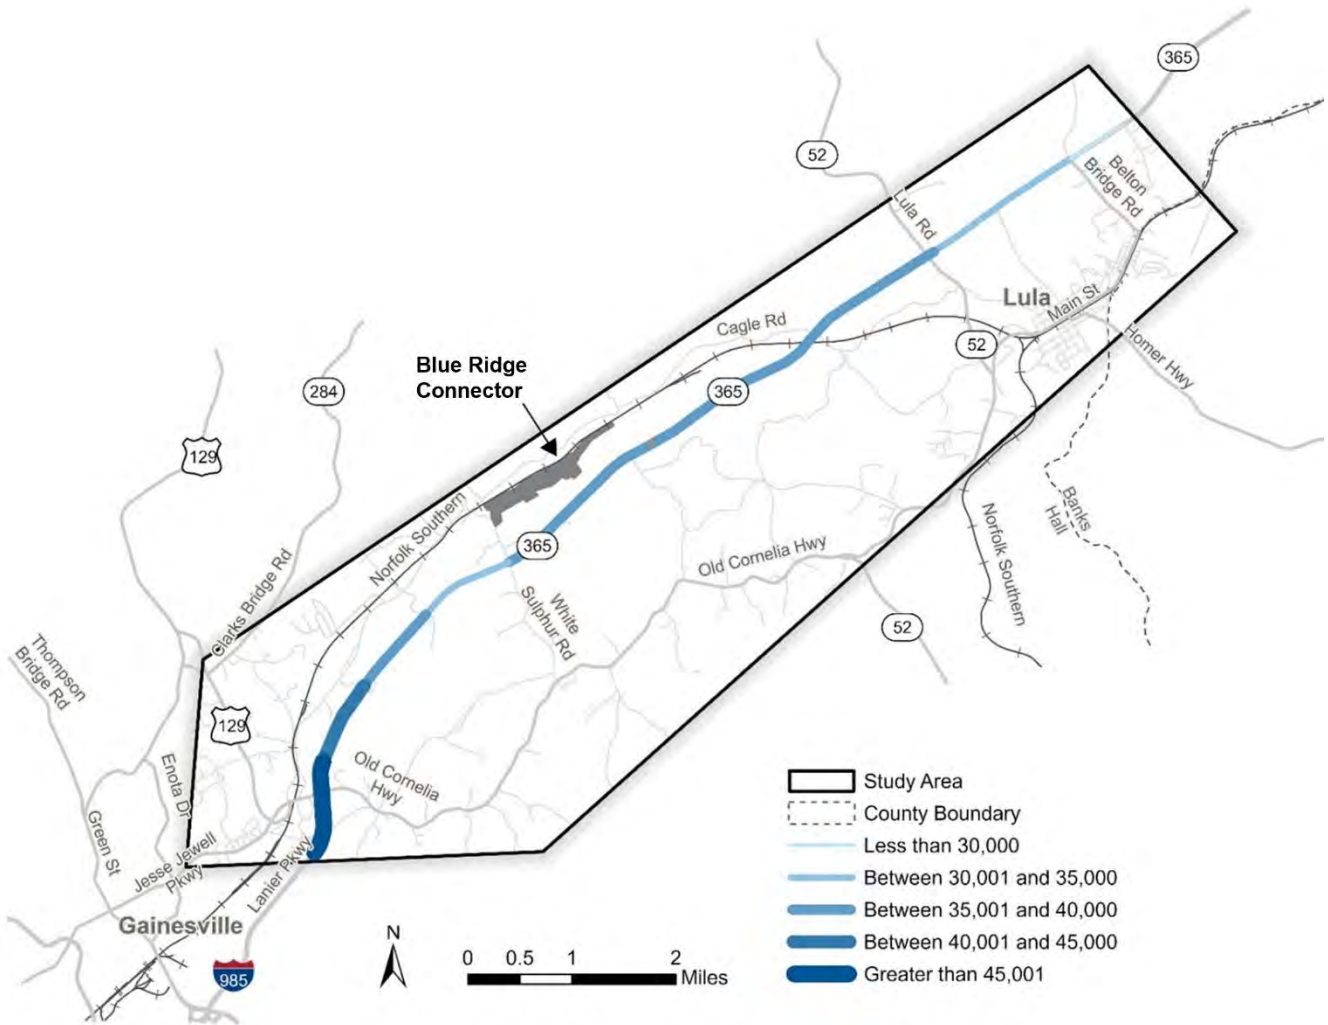 365
52
Belton
Bridge Rd
Lula Rd
Lula
Main St
Cagle Rd
52
Homer Hwy
Blue Ridge
Connector
365
284
129
Norfolk Southern
365
Old Cornelia Hwy
Banks
Hall
Norfolk Southern
Clarks Bridge Rd
White
Sulphur Rd
52
Thompson
Bridge Rd
129
Enota Dr
Old Cornelia
Hwy
Green St
Jesse Jewell
Pkwy
Lanier Pkwy
Gainesville
985
N
0 0.5 1 2
Miles
Study Area
County Boundary
Less than 30,000
Between 30,001 and 35,000
Between 35,001 and 40,000
Between 40,001 and 45,000
Greater than 45,001